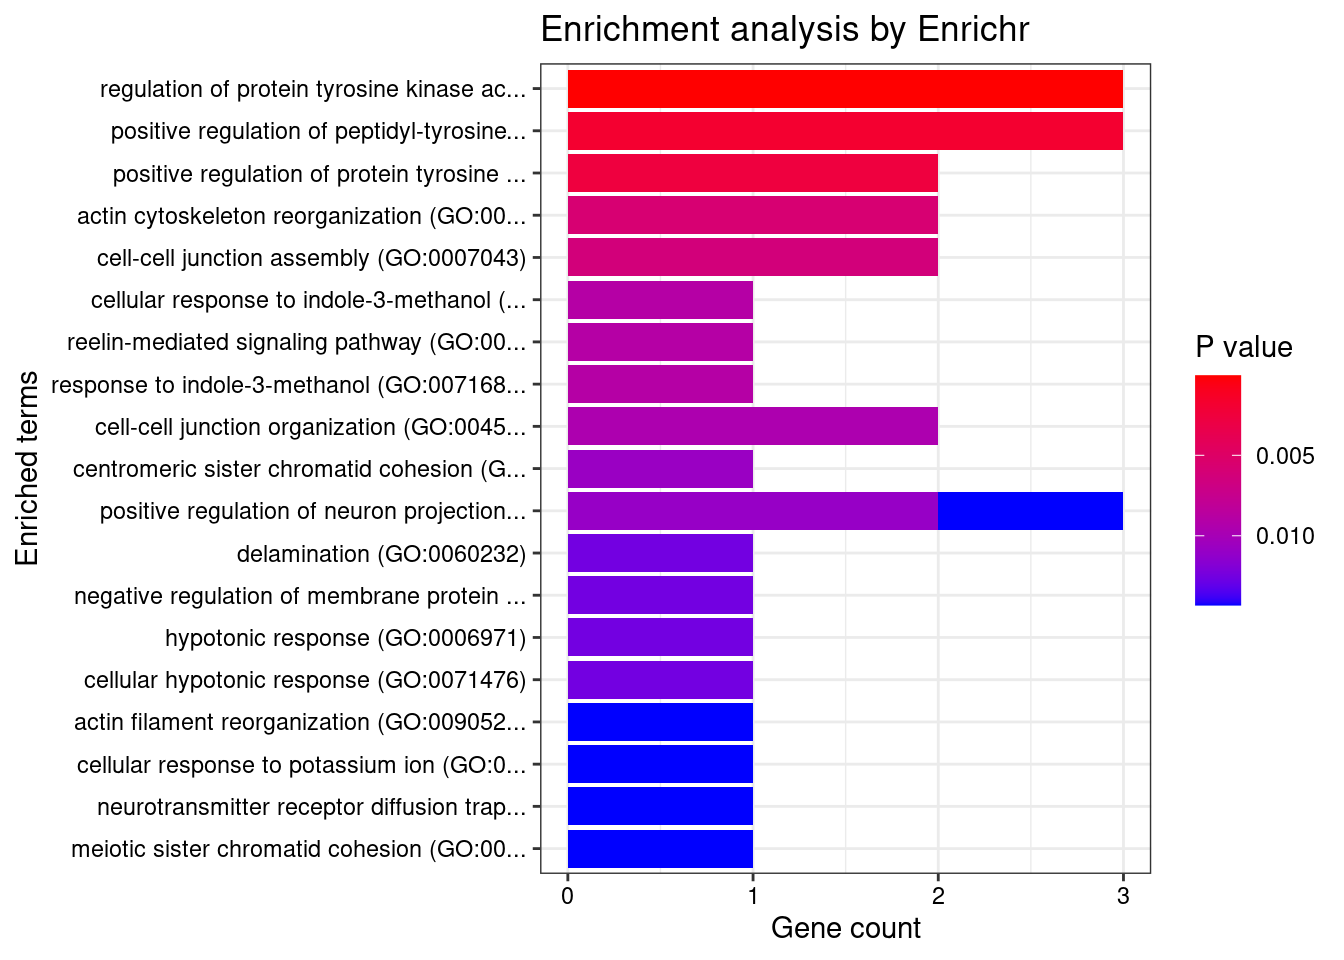 Enrichment analysis by Enrichr
regulation of protein tyrosine kinase ac...
positive regulation of peptidyl-tyrosine...
positive regulation of protein tyrosine ...
actin cytoskeleton reorganization (GO:00...
cell-cell junction assembly (GO:0007043)
cellular response to indole-3-methanol (...
reelin-mediated signaling pathway (GO:00...
response to indole-3-methanol (GO:007168...
cell-cell junction organization (GO:0045...
centromeric sister chromatid cohesion (G...
positive regulation of neuron projection...
delamination (GO:0060232)
negative regulation of membrane protein ...
hypotonic response (GO:0006971)
cellular hypotonic response (GO:0071476)
actin filament reorganization (GO:009052...
cellular response to potassium ion (GO:0...
neurotransmitter receptor diffusion trap...
meiotic sister chromatid cohesion (GO:00...
Enriched terms
0 1 2 3
Gene count
P value
0.005
0.010